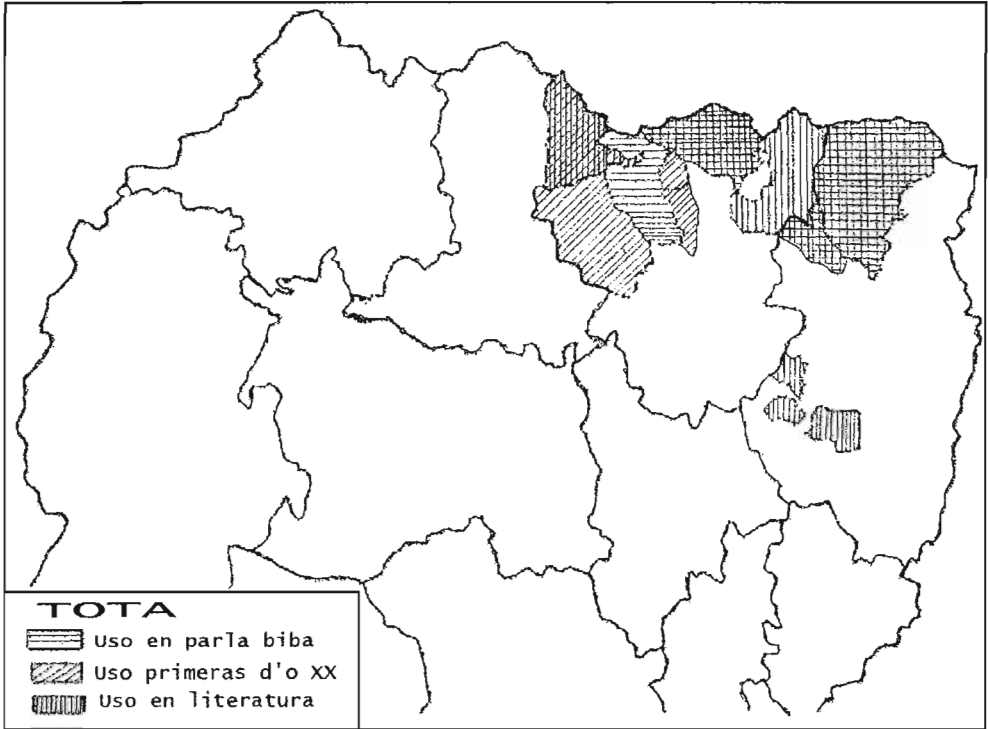 TOTA
Uso en parla biba
Uso primeras d'o XX
Uso en literatura